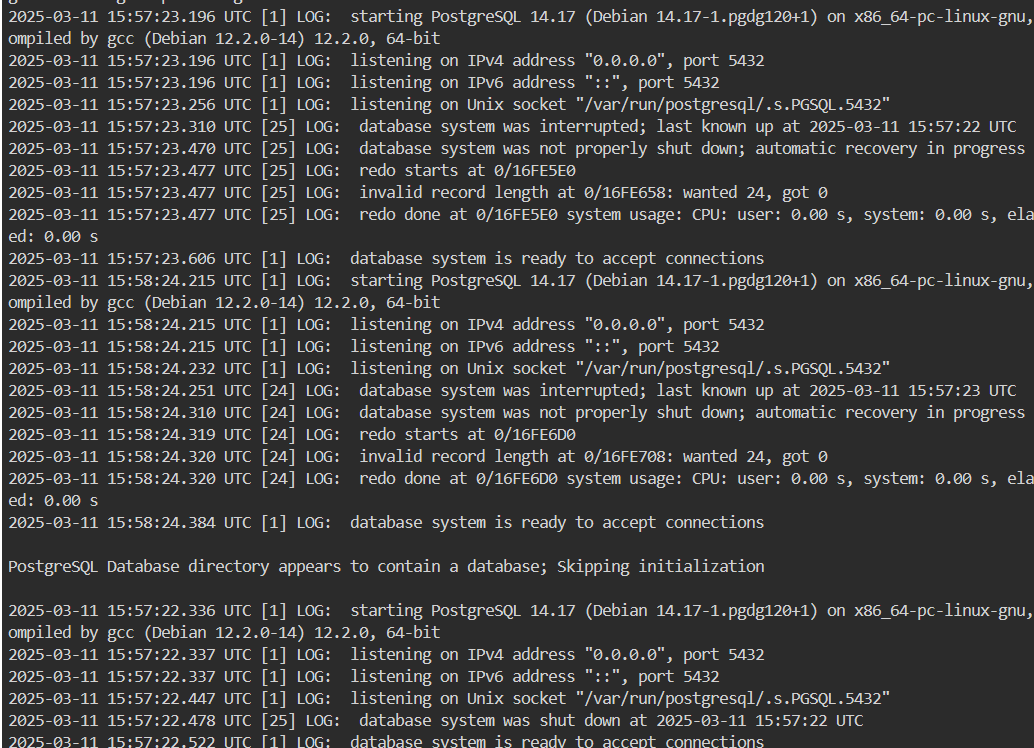 2025-03-11 15:57:23.196 UTC [1] LOG:  starting PostgreSQL 14.17 (Debian 14.17-1.pgdg120+1) on x86_64-pc-linux-gnu,
ompiled by gcc (Debian 12.2.0-14) 12.2.0, 64-bit
2025-03-11 15:57:23.196 UTC [1] LOG:  listening on IPv4 address "0.0.0.0", port 5432
2025-03-11 15:57:23.196 UTC [1] LOG:  listening on IPv6 address "::", port 5432
2025-03-11 15:57:23.256 UTC [1] LOG:  listening on Unix socket "/var/run/postgresql/.s.PGSQL.5432"
2025-03-11 15:57:23.310 UTC [25] LOG:  database system was interrupted; last known up at 2025-03-11 15:57:22 UTC
2025-03-11 15:57:23.470 UTC [25] LOG:  database system was not properly shut down; automatic recovery in progress
2025-03-11 15:57:23.477 UTC [25] LOG:  redo starts at 0/16FE5E0
2025-03-11 15:57:23.477 UTC [25] LOG:  invalid record length at 0/16FE658: wanted 24, got 0
2025-03-11 15:57:23.477 UTC [25] LOG:  redo done at 0/16FE5E0 system usage: CPU: user: 0.00 s, system: 0.00 s, ela
ed: 0.00 s
2025-03-11 15:57:23.606 UTC [1] LOG:  database system is ready to accept connections
2025-03-11 15:58:24.215 UTC [1] LOG:  starting PostgreSQL 14.17 (Debian 14.17-1.pgdg120+1) on x86_64-pc-linux-gnu,
ompiled by gcc (Debian 12.2.0-14) 12.2.0, 64-bit
2025-03-11 15:58:24.215 UTC [1] LOG:  listening on IPv4 address "0.0.0.0", port 5432
2025-03-11 15:58:24.215 UTC [1] LOG:  listening on IPv6 address "::", port 5432
2025-03-11 15:58:24.232 UTC [1] LOG:  listening on Unix socket "/var/run/postgresql/.s.PGSQL.5432"
2025-03-11 15:58:24.251 UTC [24] LOG:  database system was interrupted; last known up at 2025-03-11 15:57:23 UTC
2025-03-11 15:58:24.310 UTC [24] LOG:  database system was not properly shut down; automatic recovery in progress
2025-03-11 15:58:24.319 UTC [24] LOG:  redo starts at 0/16FE6D0
2025-03-11 15:58:24.320 UTC [24] LOG:  invalid record length at 0/16FE708: wanted 24, got 0
2025-03-11 15:58:24.320 UTC [24] LOG:  redo done at 0/16FE6D0 system usage: CPU: user: 0.00 s, system: 0.00 s, ela
ed: 0.00 s
2025-03-11 15:58:24.384 UTC [1] LOG:  database system is ready to accept connections
PostgreSQL Database directory appears to contain a database; Skipping initialization
2025-03-11 15:57:22.336 UTC [1] LOG:  starting PostgreSQL 14.17 (Debian 14.17-1.pgdg120+1) on x86_64-pc-linux-gnu,
ompiled by gcc (Debian 12.2.0-14) 12.2.0, 64-bit
2025-03-11 15:57:22.337 UTC [1] LOG:  listening on IPv4 address "0.0.0.0", port 5432
2025-03-11 15:57:22.337 UTC [1] LOG:  listening on IPv6 address "::", port 5432
2025-03-11 15:57:22.447 UTC [1] LOG:  listening on Unix socket "/var/run/postgresql/.s.PGSQL.5432"
2025-03-11 15:57:22.478 UTC [25] LOG:  database system was shut down at 2025-03-11 15:57:22 UTC
2025-03-11 15:57:22.522 UTC [1] LOG:  database system is ready to accept connections